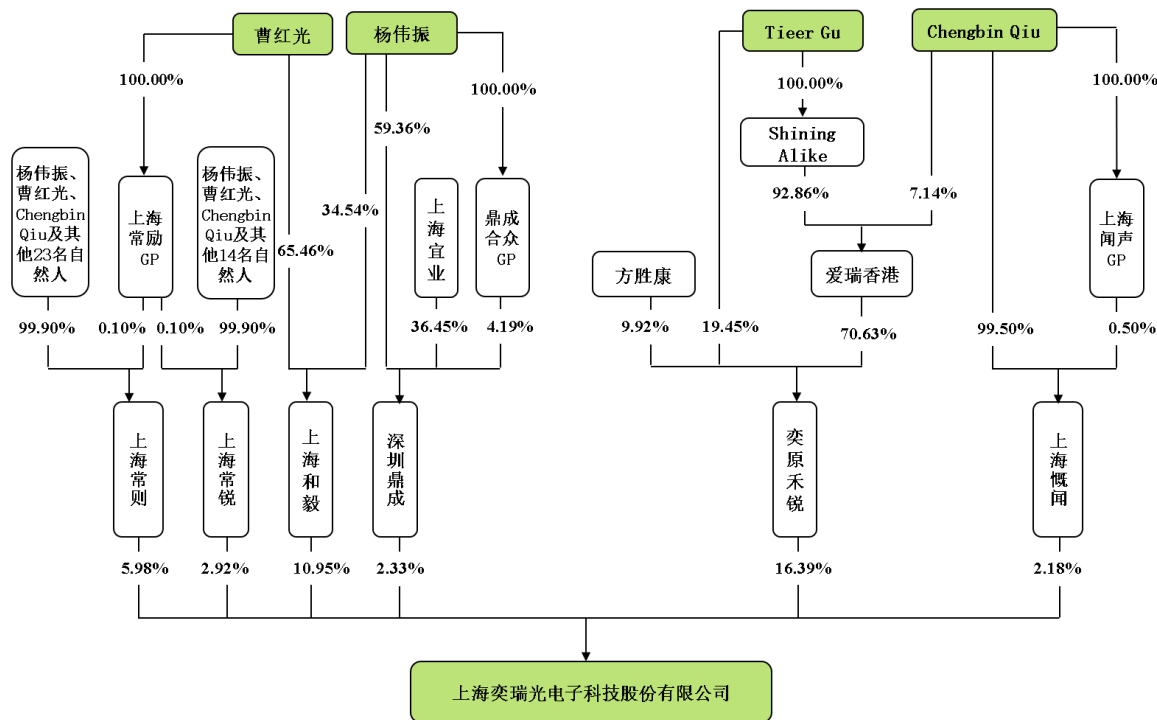 曹红光
杨伟振
Tieer Gu
Chengbin Qiu
100.00%
100.00%
100.00%
100.00%
59.36%
Shining
Alike
杨伟振、
曹红光、
Chengbin
Qiu及其
他23名自
然人
上海
常励
GP
杨伟振、
曹红光、
Chengbin
Qiu及其
他14名自
然人
65.46%
34.54%
上
海
宜
业
鼎成
合众
GP
92.86%
7.14%
上海
闻声
GP
方胜康
爱瑞香港
99.90%
0.10%
0.10%
99.90%
36.45%
4.19%
9.92%
19.45%
70.63%
99.50%
0.50%
上
海
常
则
上
海
常
锐
上
海
和
毅
深
圳
鼎
成
奕
原
禾
锐
上
海
慨
闻
5.98%
2.92%
10.95%
2.33%
16.39%
2.18%
上海奕瑞光电子科技股份有限公司